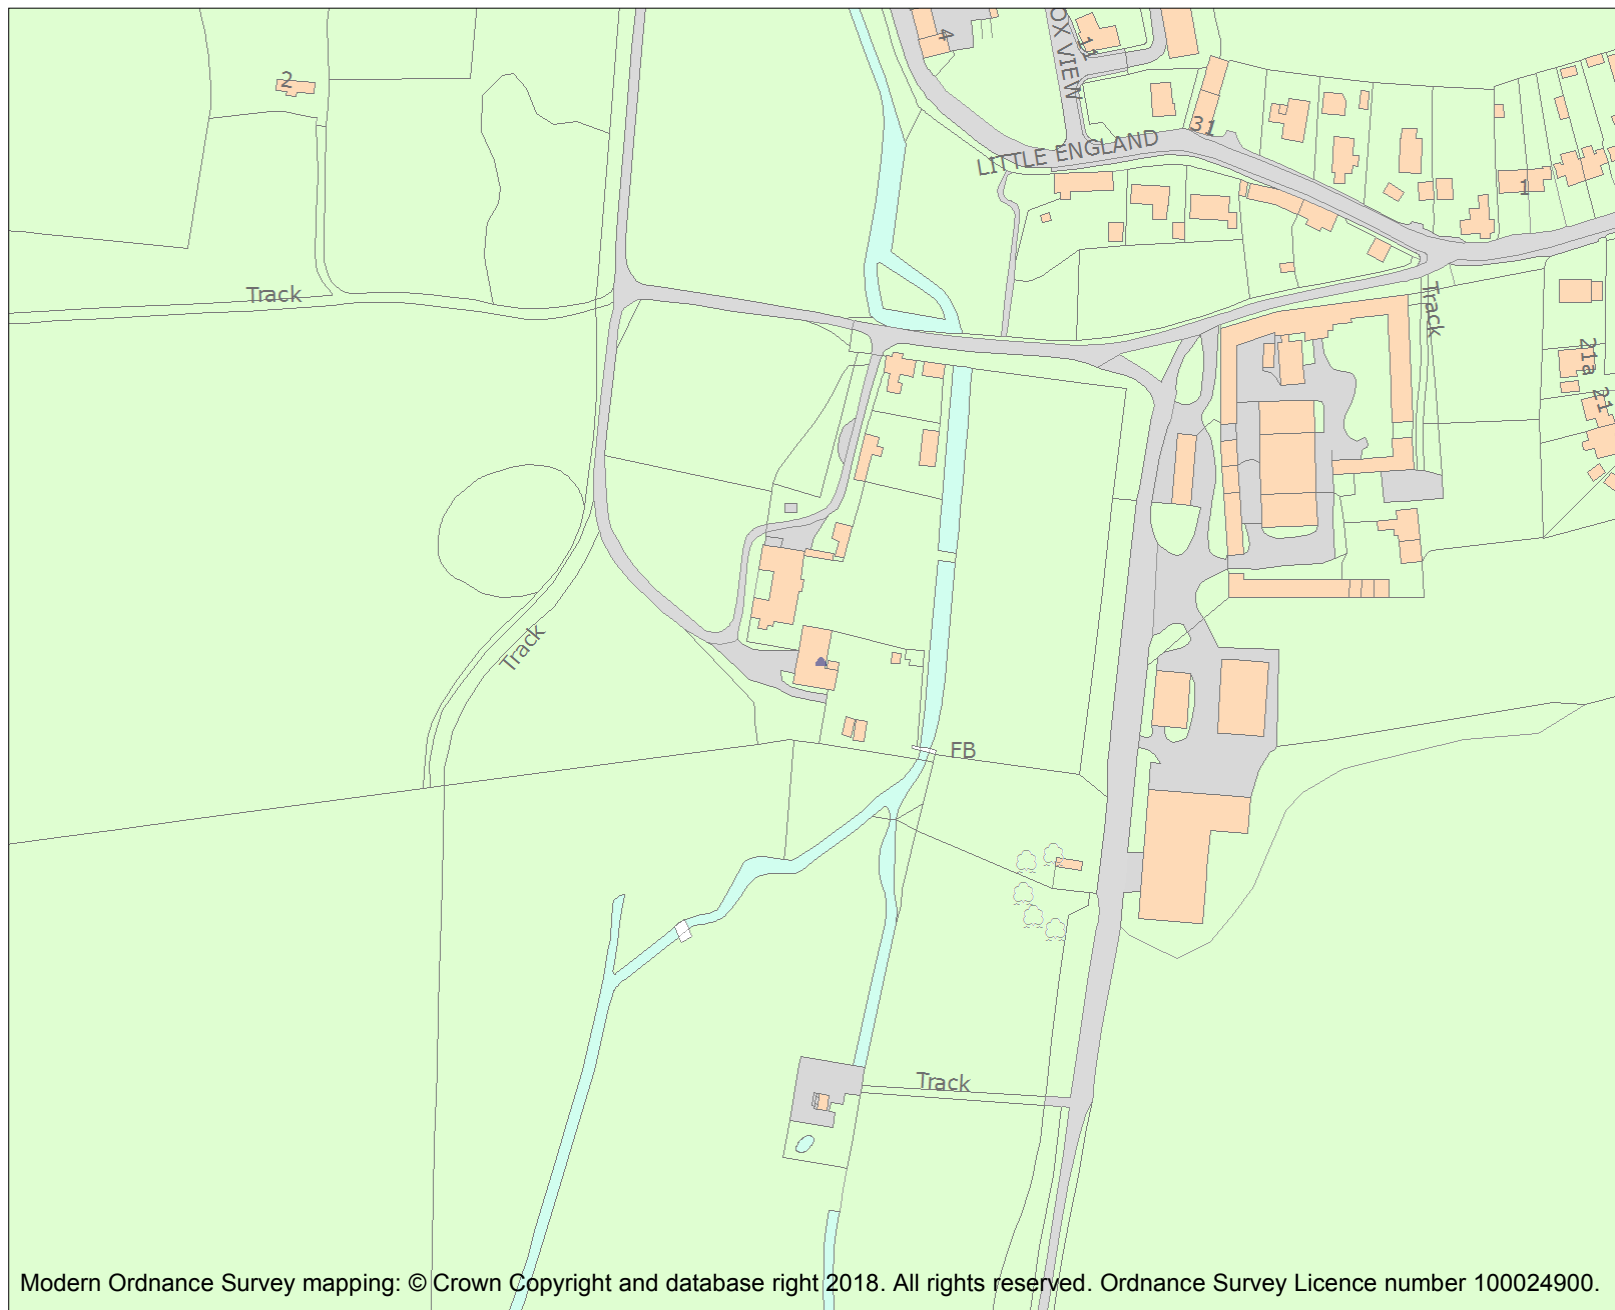 4
11
OX VIEW
2
31
LITTLE ENGLAND
1
Track
Track
21a
21
Track
FB
Track
Modern Ordnance Survey mapping: © Crown Copyright and database right 2018. All rights reserved. Ordnance Survey Licence number 100024900.